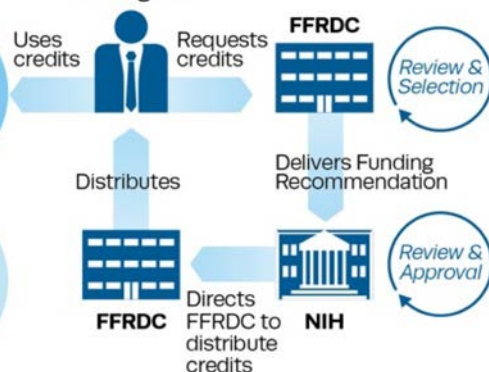 Uses
credits
Requests
credits
FFRDC
Review &
Selection
Distributes
Delivers Funding
Recommendation
FFRDC
Directs
FFRDC to
distribute
credits
NIH
Review &
Approval